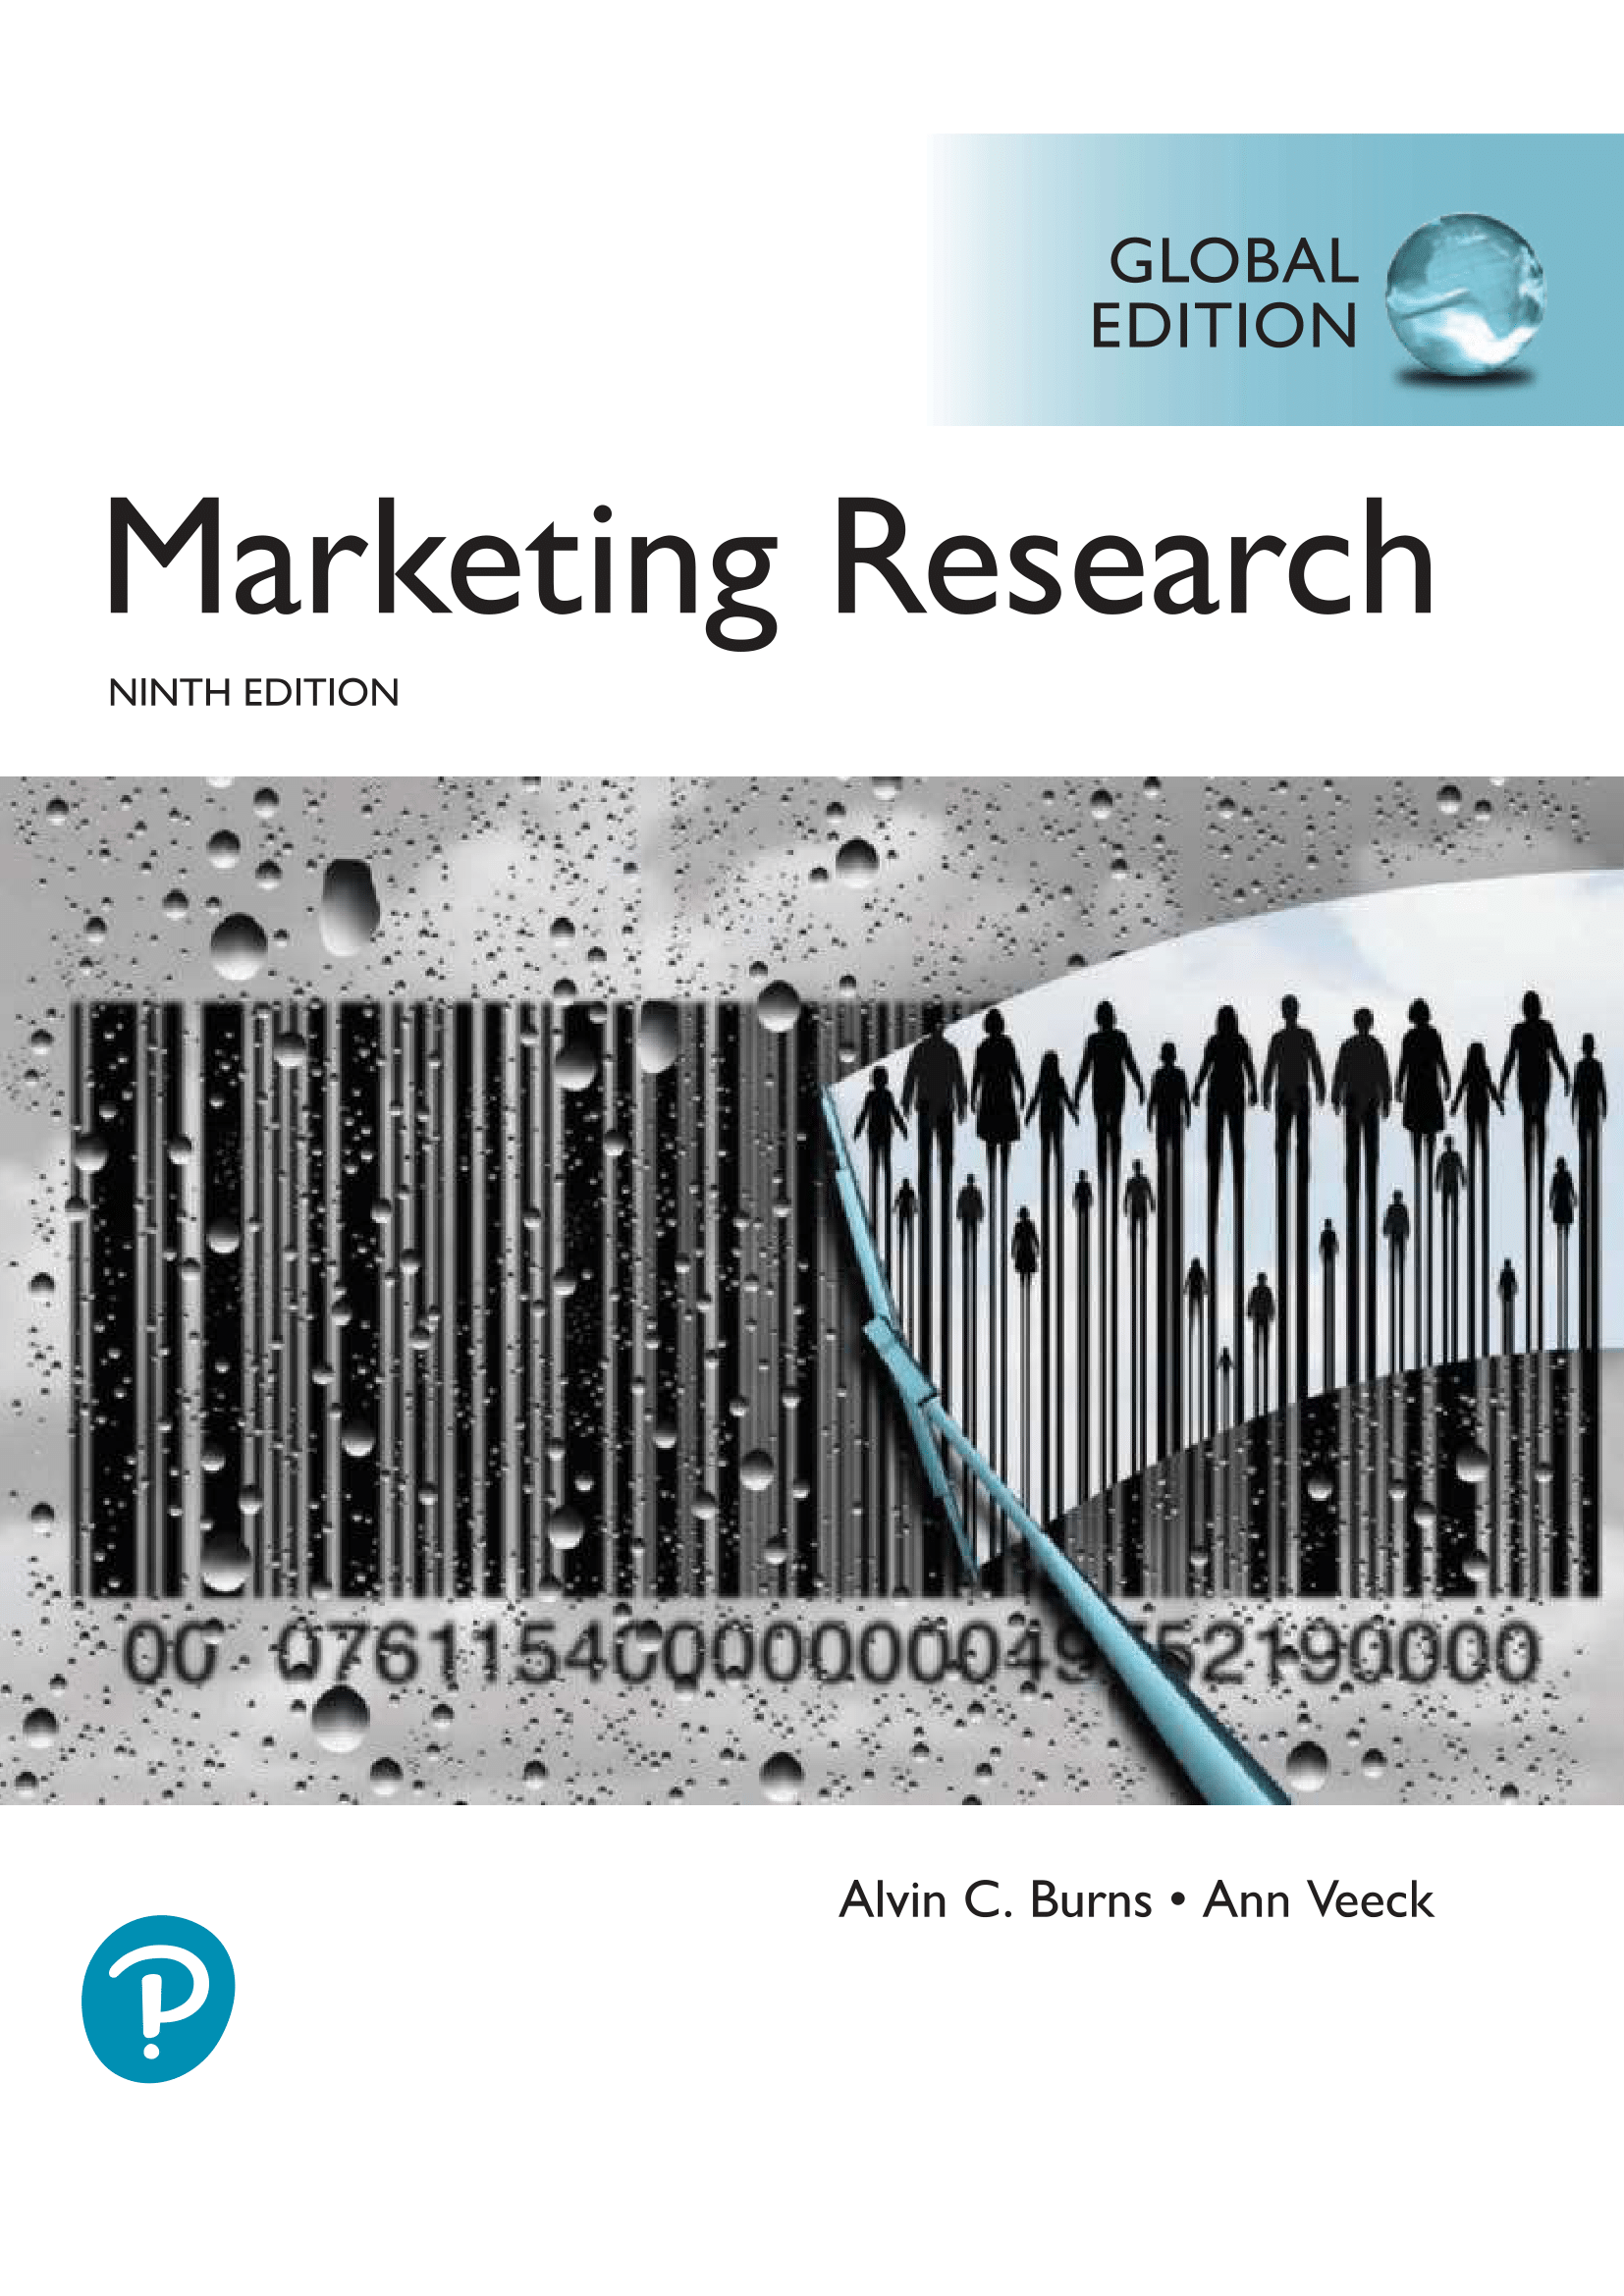 GLOBAL
EDITION
Marketing Research
NINTH EDITION
Alvin C. Burns • Ann Veeck